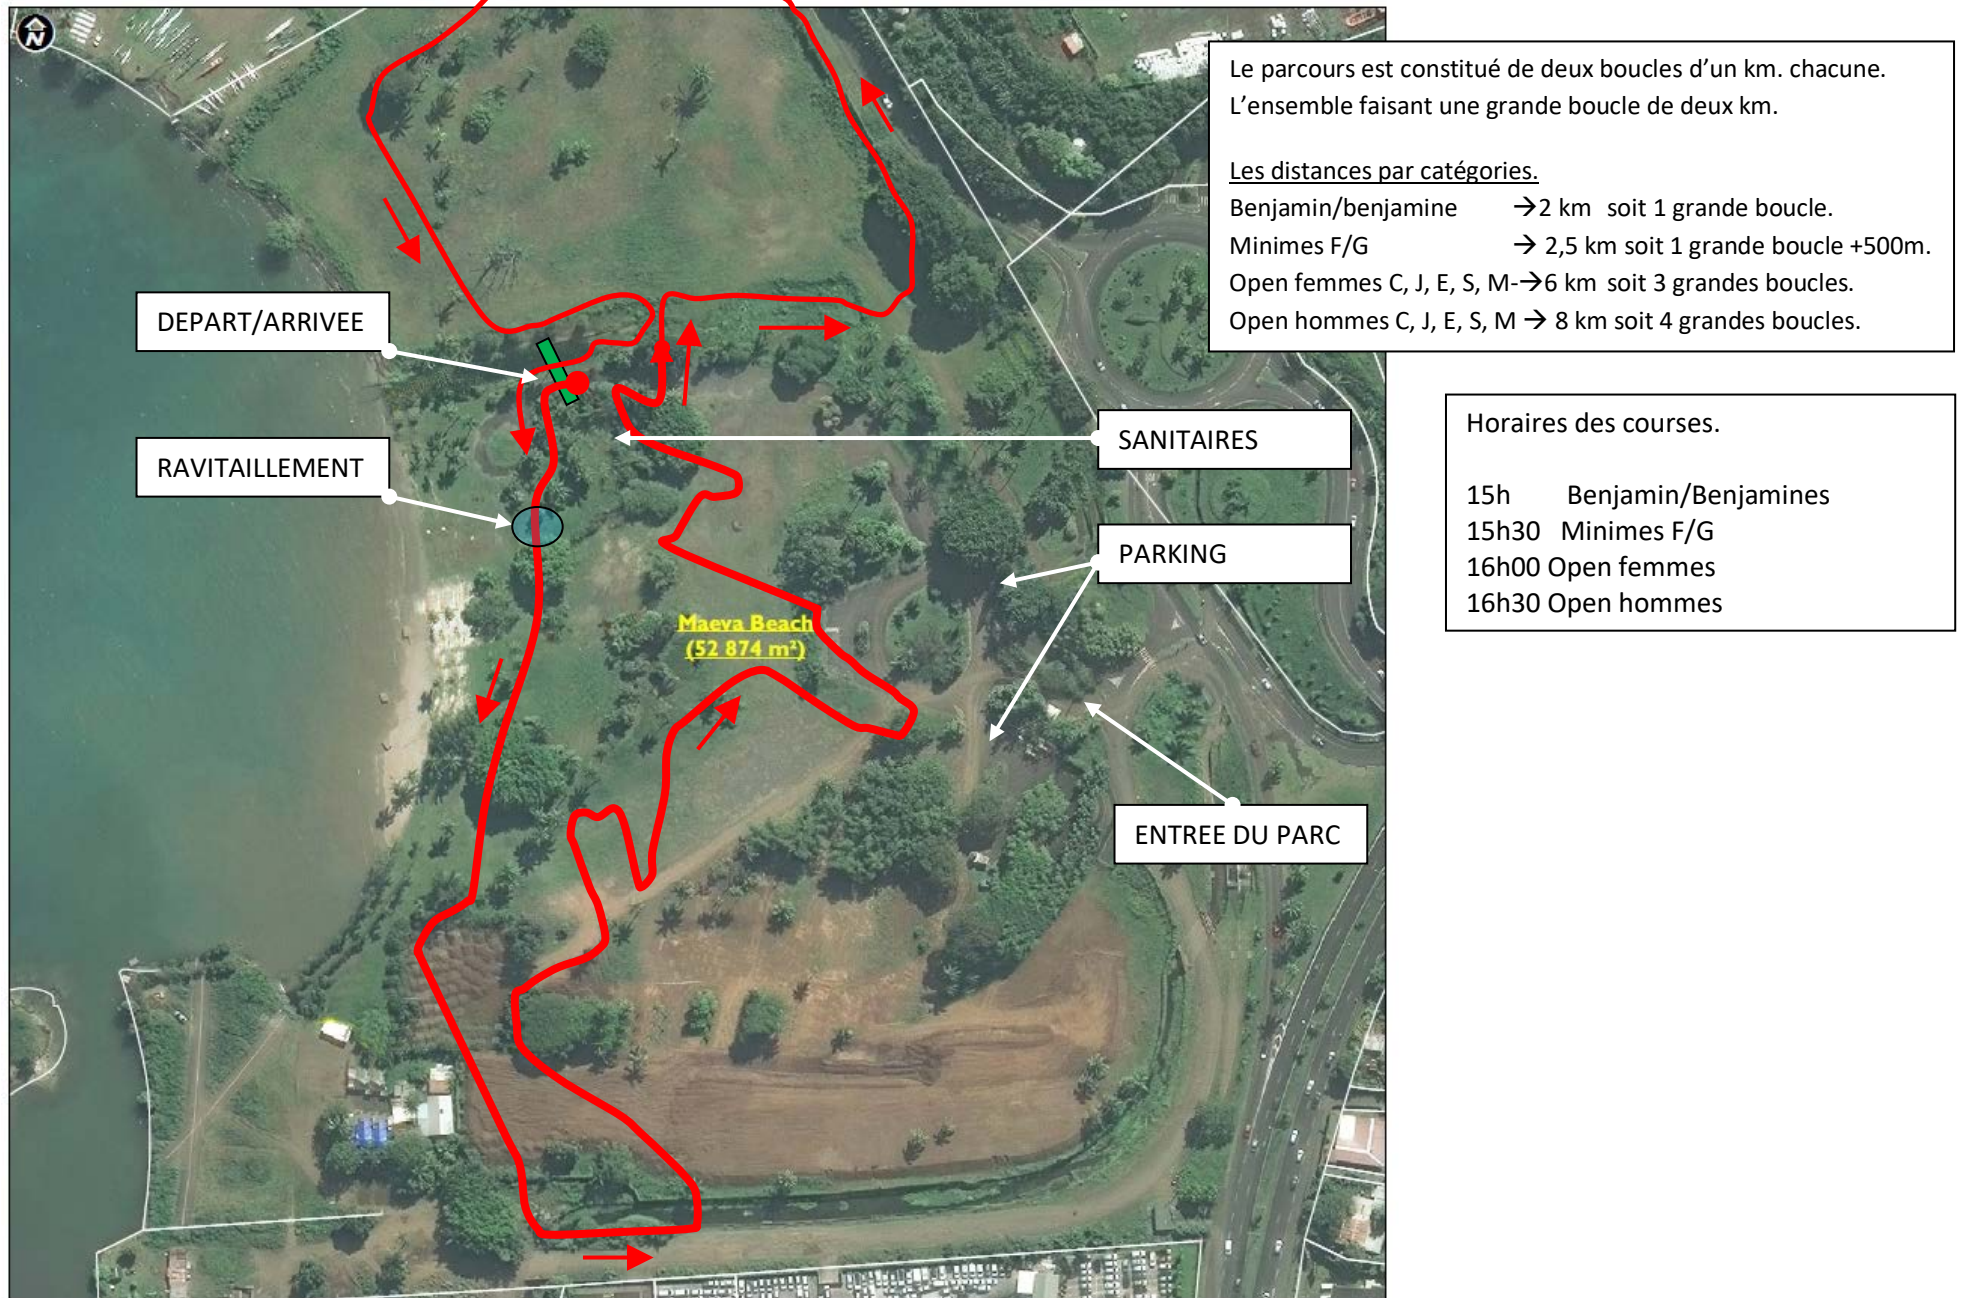 N
Le parcours est constitué de deux boucles d’un km. chacune.
L’ensemble faisant une grande boucle de deux km.
Les distances par catégories.
Benjamin/benjamine →2 km soit 1 grande boucle.
Minimes F/G → 2,5 km soit 1 grande boucle +500m.
Open femmes C, J, E, S, M-→6 km soit 3 grandes boucles.
Open hommes C, J, E, S, M → 8 km soit 4 grandes boucles.
DEPART/ARRIVEE
RAVITAILLEMENT
SANITAIRES
PARKING
Maeva Beach
(52 874 m²)
ENTREE DU PARC
Horaires des courses.
15h Benjamin/Benjamines
15h30 Minimes F/G
16h00 Open femmes
16h30 Open hommes